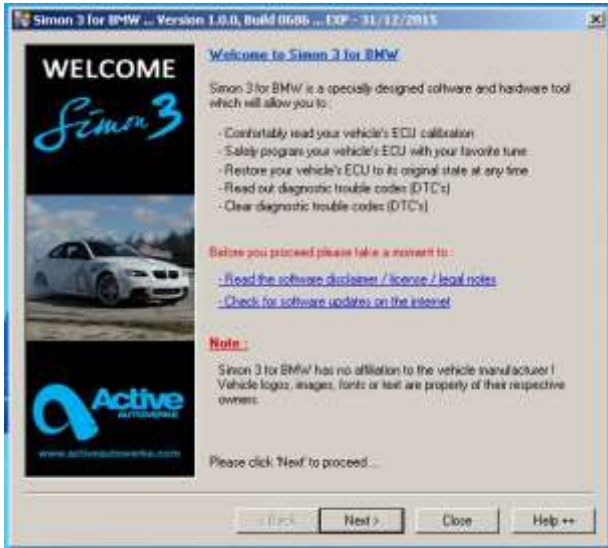 Simon 3 for BMW ... Version 1.0.0, Build 0686 ... EXP - 31/12/2015
WELCOME
Simon 3
Active
AUTOWERKE
www.activeautowerke.com
Welcome to Simon 3 for BMW
Simon 3 for BMW is a specially designed software and hardware tool
which will allow you to :
- Comfortably read your vehicle's ECU calibration
- Safely program your vehicle's ECU with your favorite tune
- Restore your vehicle's ECU to its original state at any time
- Read out diagnostic trouble codes (DTC's)
- Clear diagnostic trouble codes (DTC's)
Before you proceed please take a moment to :
- Read the software disclaimer / license / legal notes
- Check for software updates on the internet
Note :
Simon 3 for BMW has no affiliation to the vehicle manufacturer !
Vehicle logos, images, fonts or text are property of their respective
owners.
Please click 'Next' to proceed ...
< Back
Next >
Close
Help ++